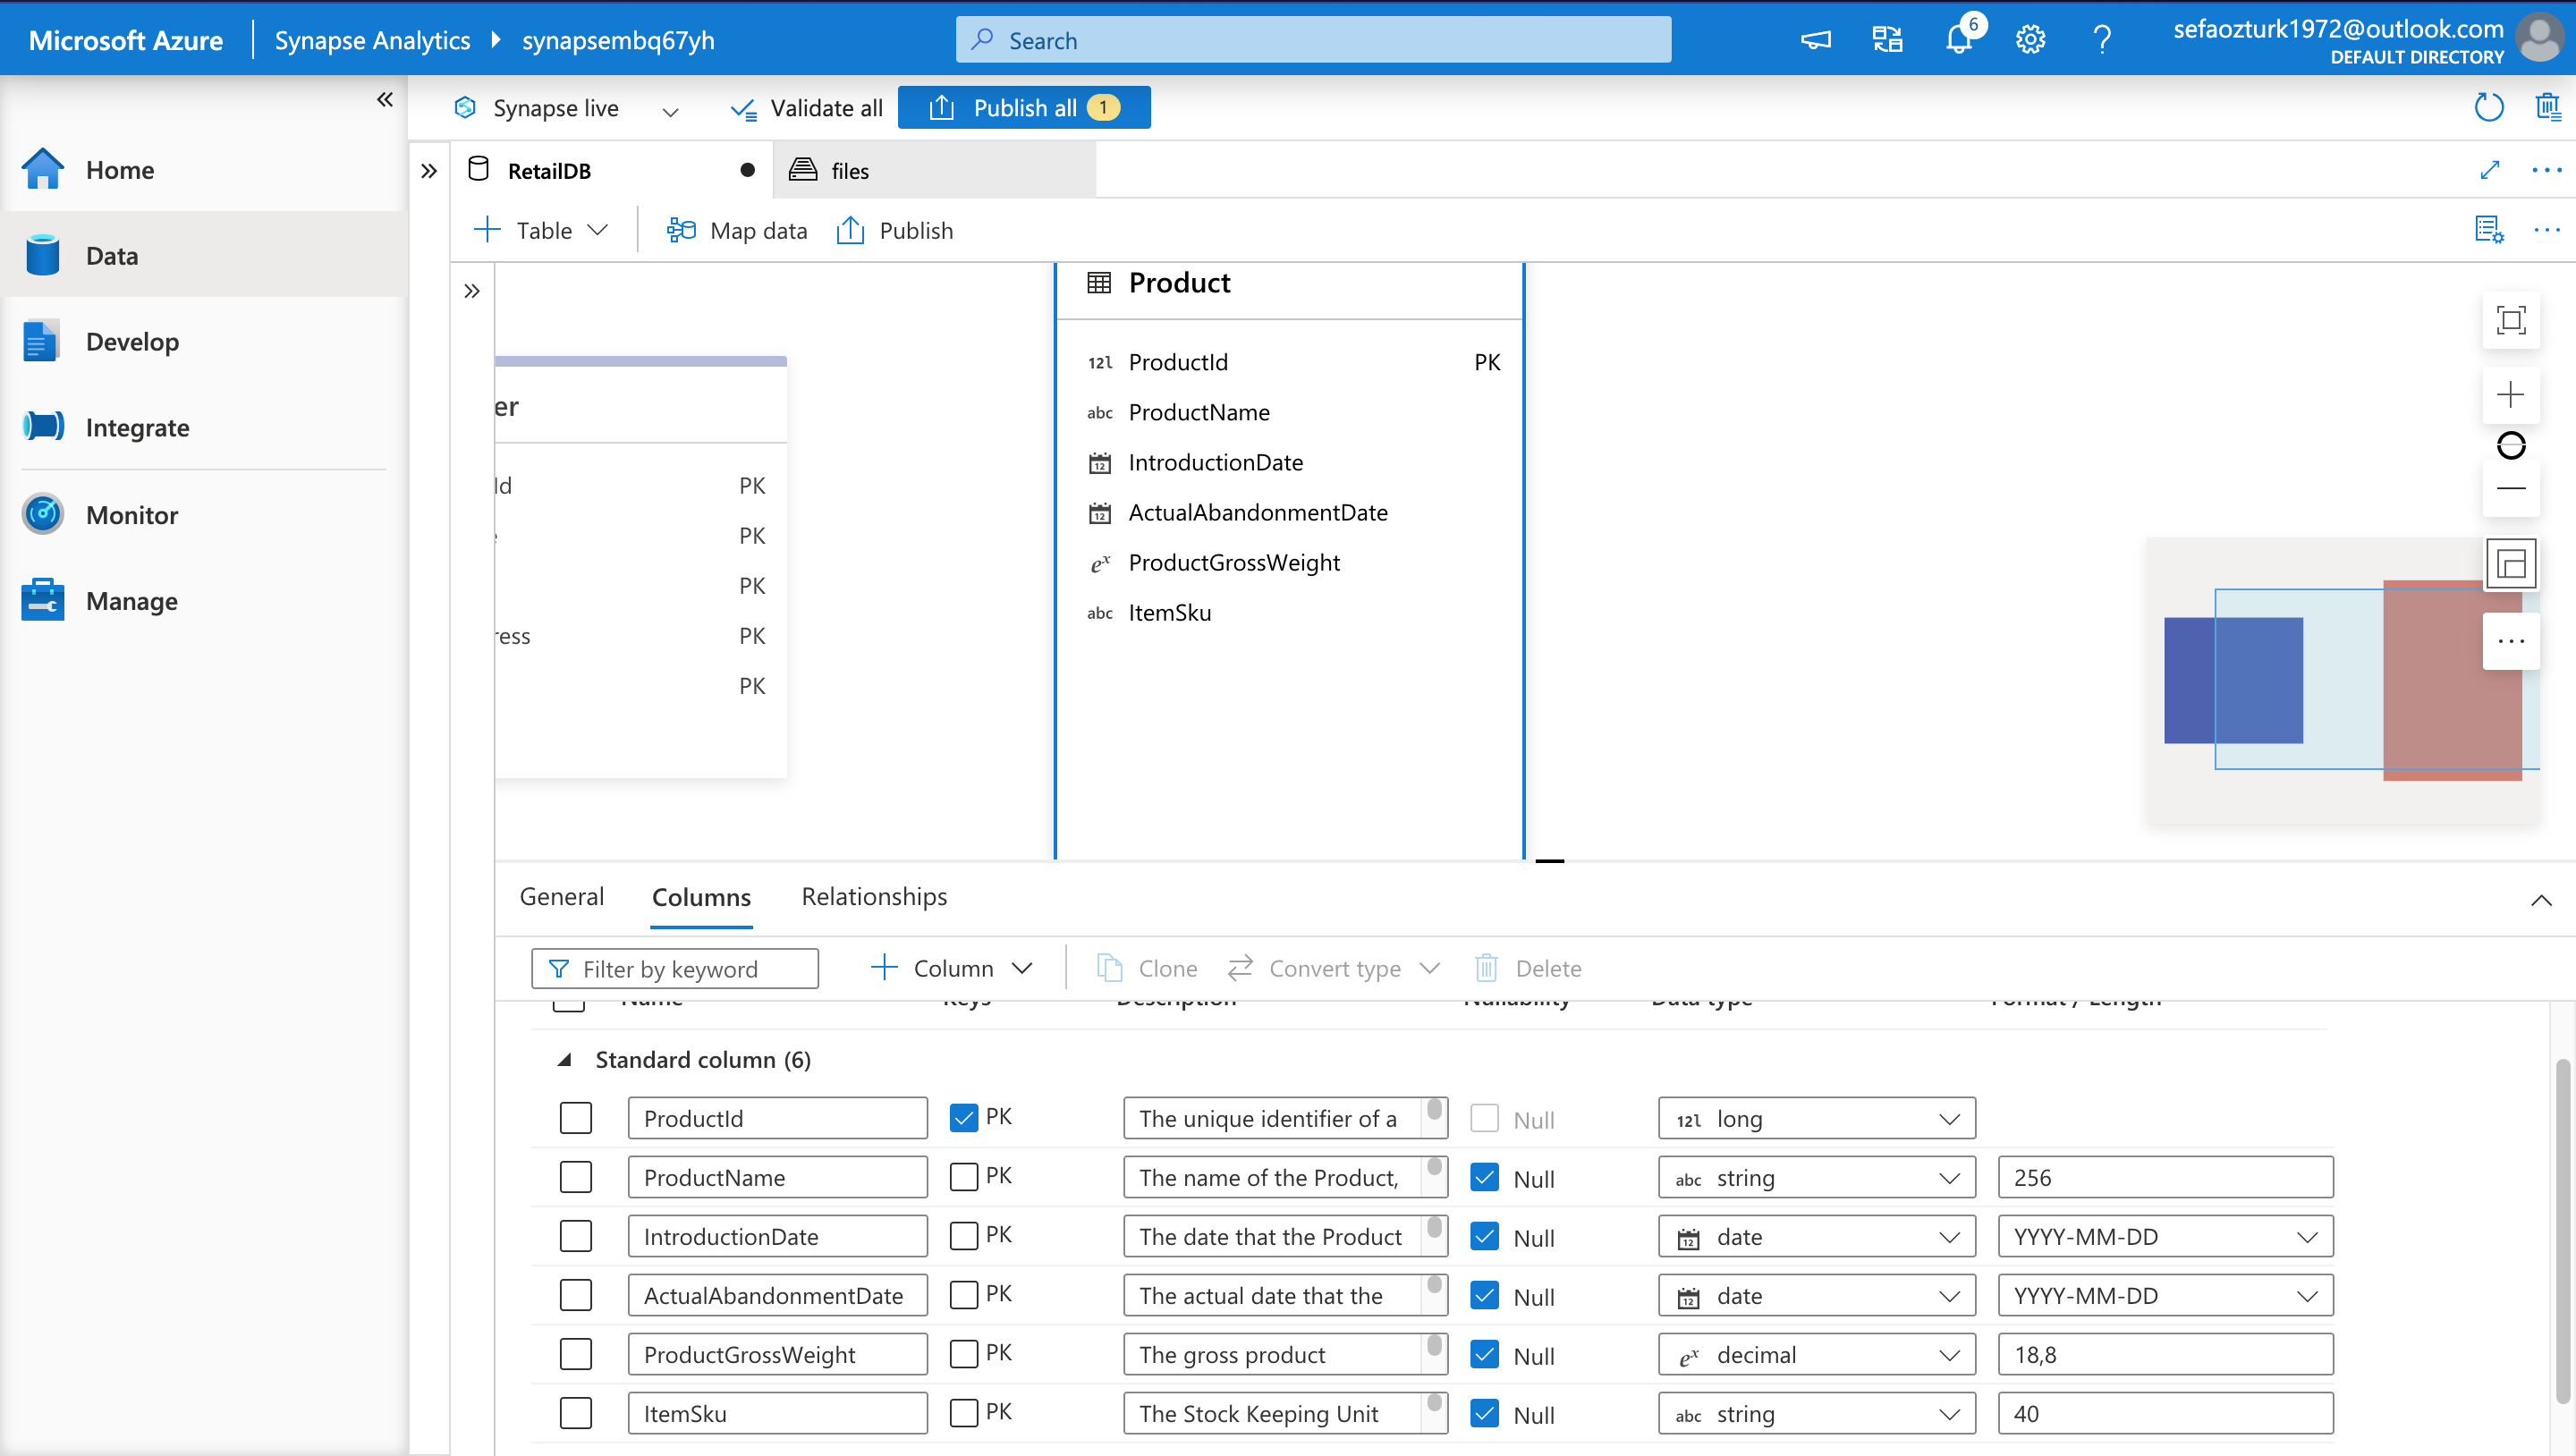 Microsoft Azure
Synapse Analytics
synapsembq67yh
Search
6
sefaozturk1972@outlook.com
DEFAULT DIRECTORY
Synapse live
Validate all
Publish all
1
Home
Data
Develop
Integrate
Monitor
Manage
RetailDB
files
Table
Map data
Publish
er
Id
PK
PK
PK
ress
PK
PK
Product
12l ProductId PK
abc ProductName
12 IntroductionDate
12 ActualAbandonmentDate
eˣ ProductGrossWeight
abc ItemSku
General
Columns
Relationships
Filter by keyword
Column
Clone
Convert type
Delete
Name Keys Description Nullability Data type Format / Length
Standard column (6)
ProductId PK The unique identifier of a Null 12l long
ProductName PK The name of the Product, Null abc string 256
IntroductionDate PK The date that the Product Null 12 date YYYY-MM-DD
ActualAbandonmentDate PK The actual date that the Null 12 date YYYY-MM-DD
ProductGrossWeight PK The gross product Null eˣ decimal 18,8
ItemSku PK The Stock Keeping Unit Null abc string 40